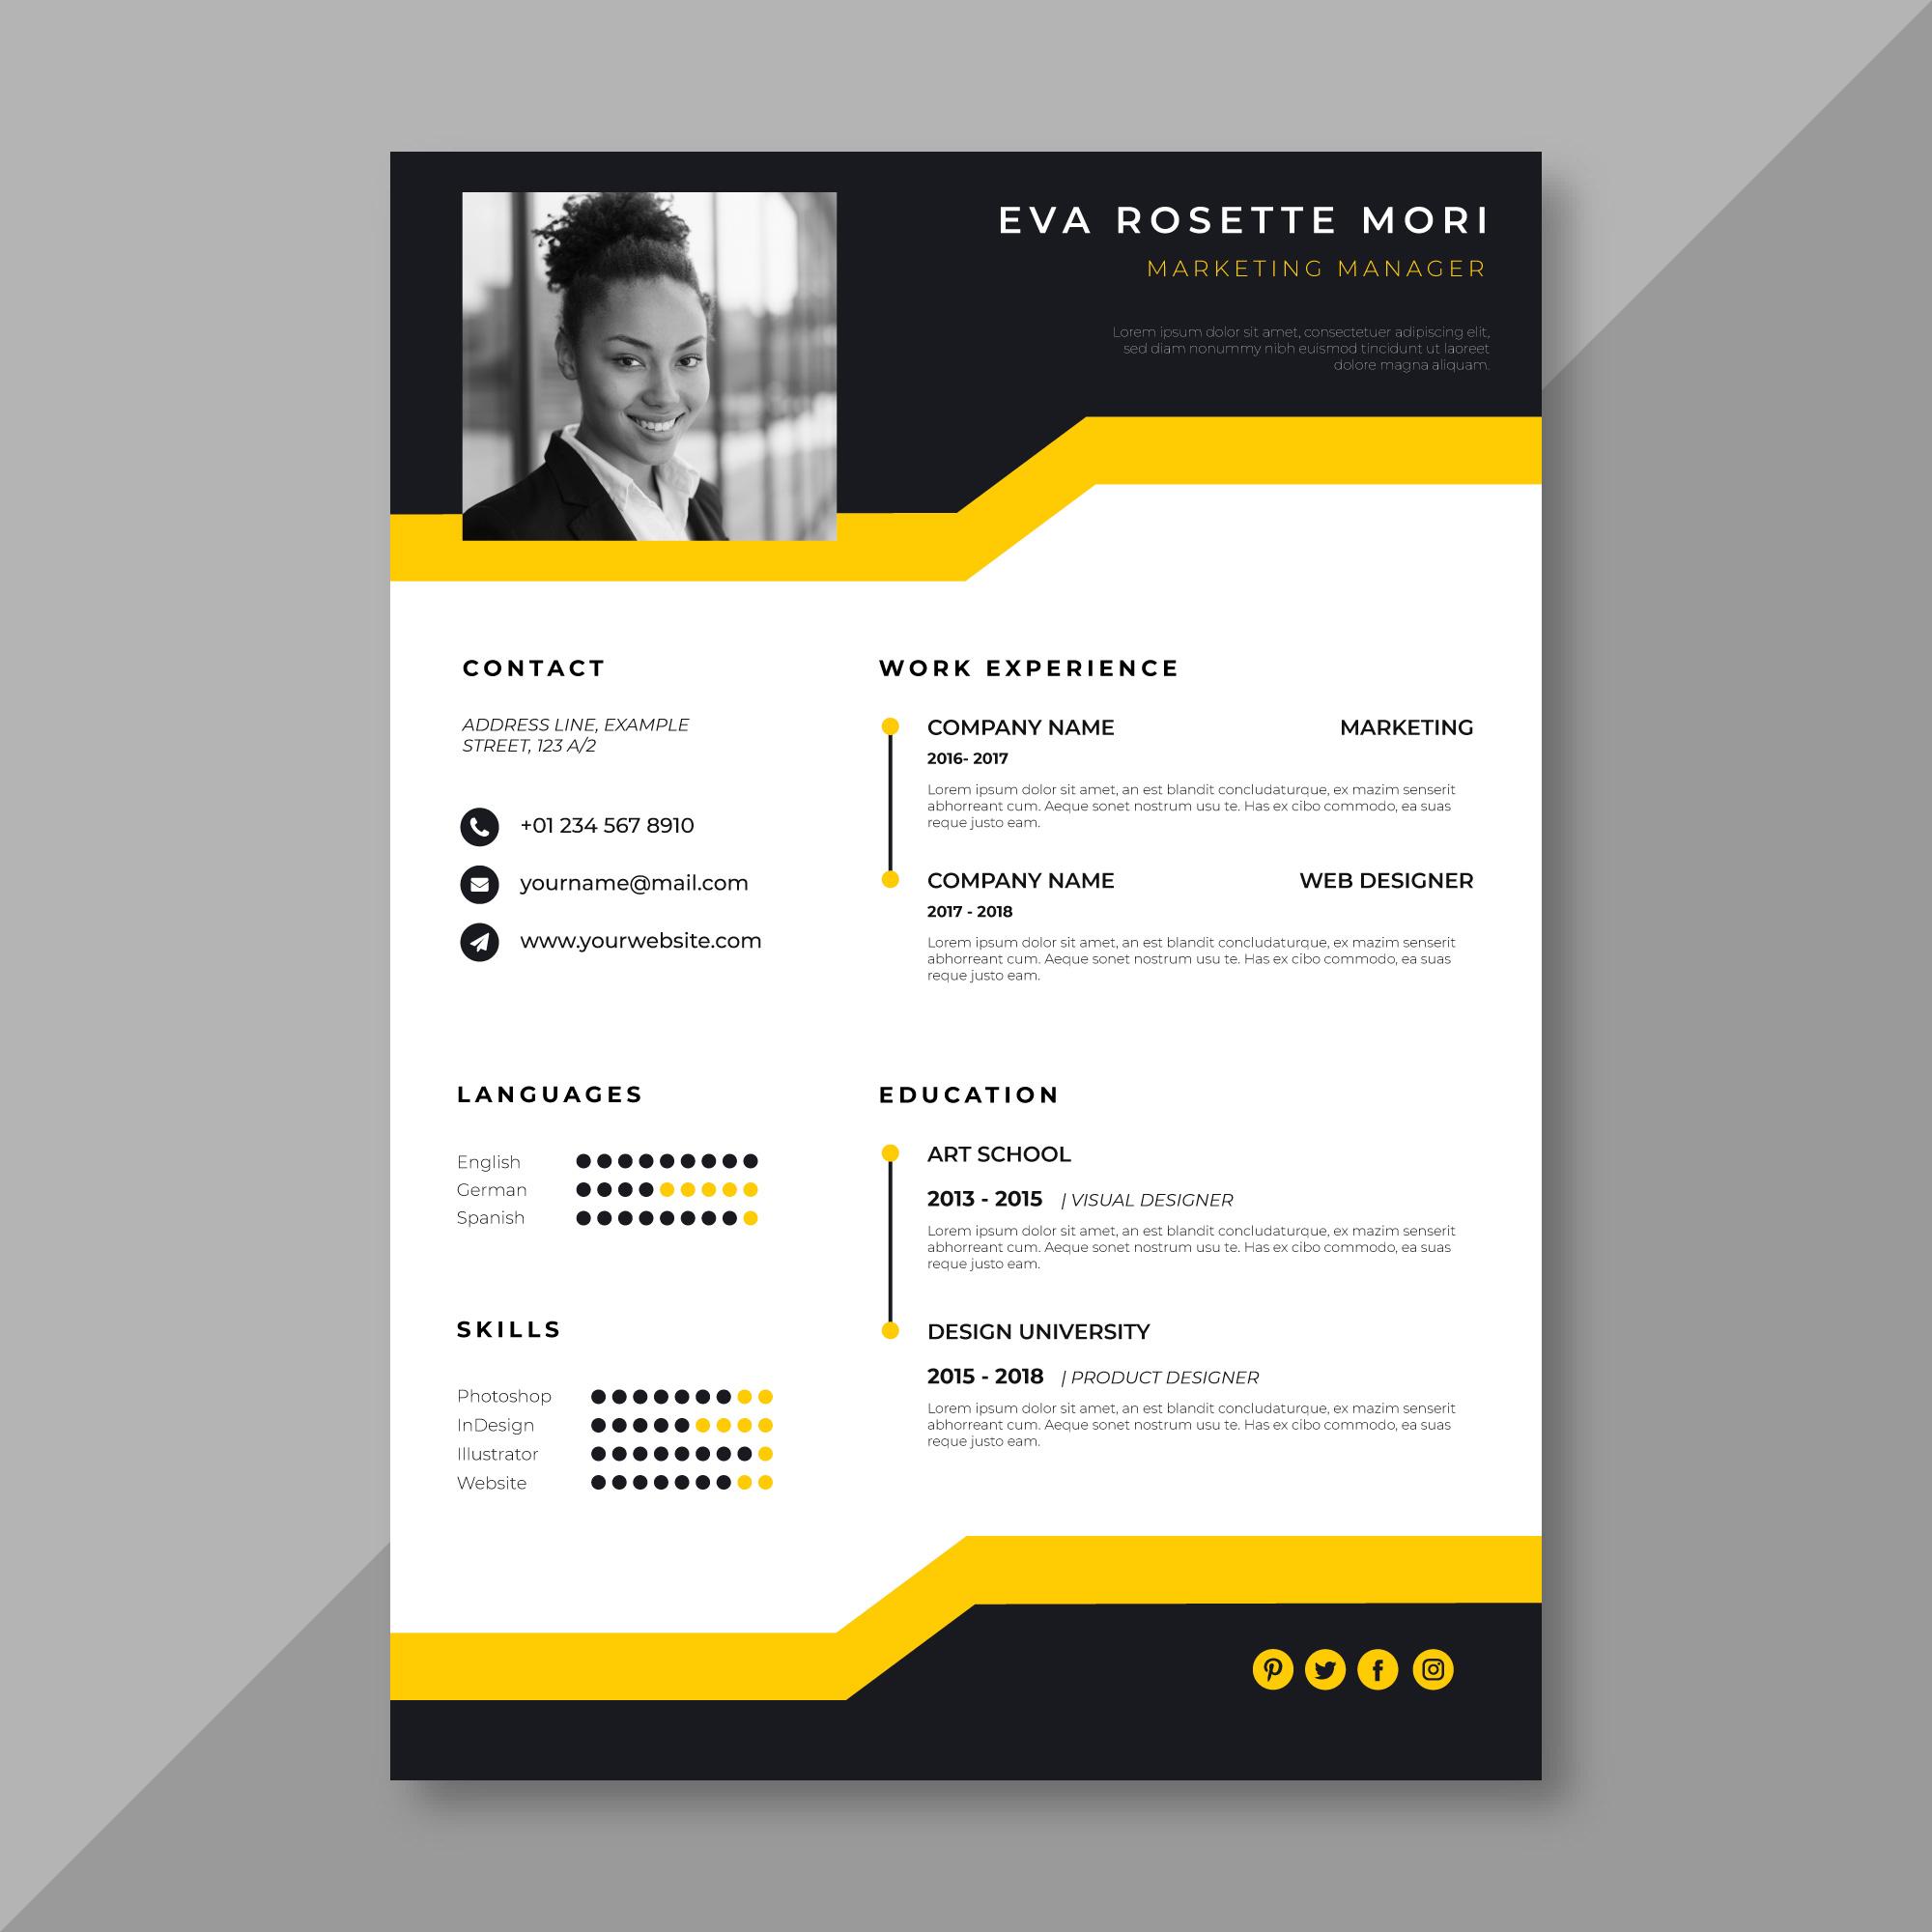 EVA ROSETTE MORI
MARKETING MANAGER
Lorem ipsum dolor sit amet, consectetuer adipiscing elit,
sed diam nonummy nibh euismod tincidunt ut laoreet
dolore magna aliquam.
CONTACT
ADDRESS LINE, EXAMPLE
STREET, 123 A/2
+01 234 567 8910
yourname@mail.com
www.yourwebsite.com
LANGUAGES
English
German
Spanish
SKILLS
Photoshop
InDesign
Illustrator
Website
WORK EXPERIENCE
COMPANY NAME MARKETING
2016- 2017
Lorem ipsum dolor sit amet, an est blandit concludaturque, ex mazim senserit
abhorreant cum. Aeque sonet nostrum usu te. Has ex cibo commodo, ea suas
reque justo eam.
COMPANY NAME WEB DESIGNER
2017 - 2018
Lorem ipsum dolor sit amet, an est blandit concludaturque, ex mazim senserit
abhorreant cum. Aeque sonet nostrum usu te. Has ex cibo commodo, ea suas
reque justo eam.
EDUCATION
ART SCHOOL
2013 - 2015 | VISUAL DESIGNER
Lorem ipsum dolor sit amet, an est blandit concludaturque, ex mazim senserit
abhorreant cum. Aeque sonet nostrum usu te. Has ex cibo commodo, ea suas
reque justo eam.
DESIGN UNIVERSITY
2015 - 2018 | PRODUCT DESIGNER
Lorem ipsum dolor sit amet, an est blandit concludaturque, ex mazim senserit
abhorreant cum. Aeque sonet nostrum usu te. Has ex cibo commodo, ea suas
reque justo eam.